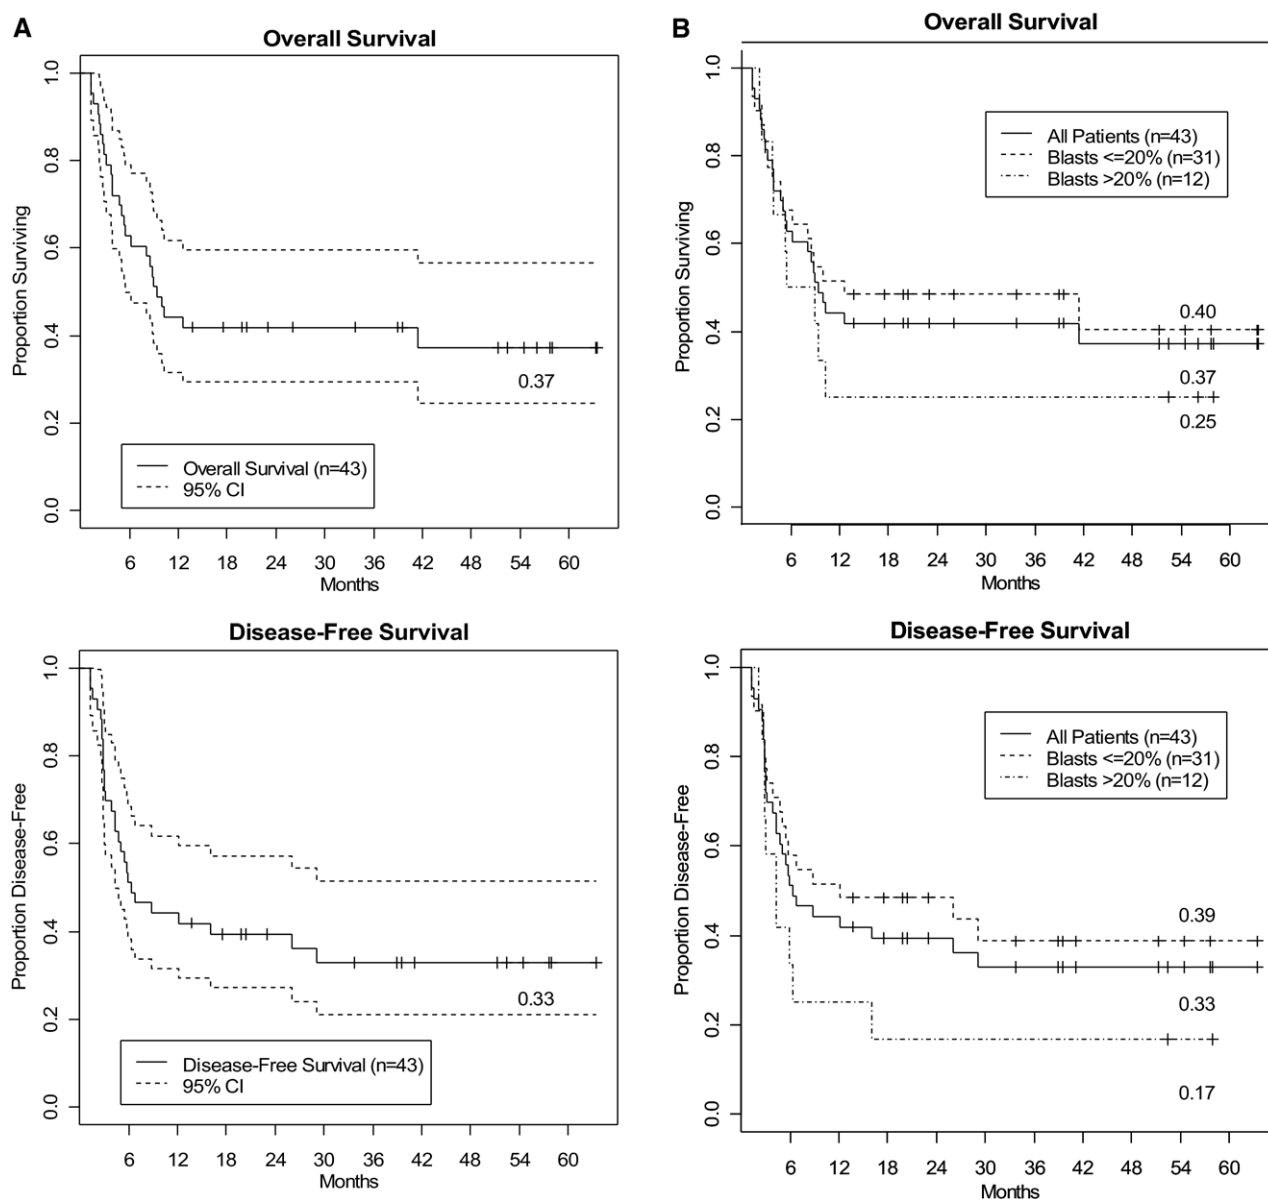 A
Overall Survival
Proportion Surviving
1.0
0.8
0.6
0.4
0.2
0.0
0.37
Overall Survival (n=43)
95% CI
6 12 18 24 30 36 42 48 54 60
Months
B
Overall Survival
Proportion Surviving
1.0
0.8
0.6
0.4
0.2
0.0
All Patients (n=43)
Blasts <=20% (n=31)
Blasts >20% (n=12)
0.40
0.37
0.25
6 12 18 24 30 36 42 48 54 60
Months
Disease-Free Survival
Proportion Disease-Free
1.0
0.8
0.6
0.4
0.2
0.0
0.33
Disease-Free Survival (n=43)
95% CI
6 12 18 24 30 36 42 48 54 60
Months
Disease-Free Survival
Proportion Disease-Free
1.0
0.8
0.6
0.4
0.2
0.0
All Patients (n=43)
Blasts <=20% (n=31)
Blasts >20% (n=12)
0.39
0.33
0.17
6 12 18 24 30 36 42 48 54 60
Months